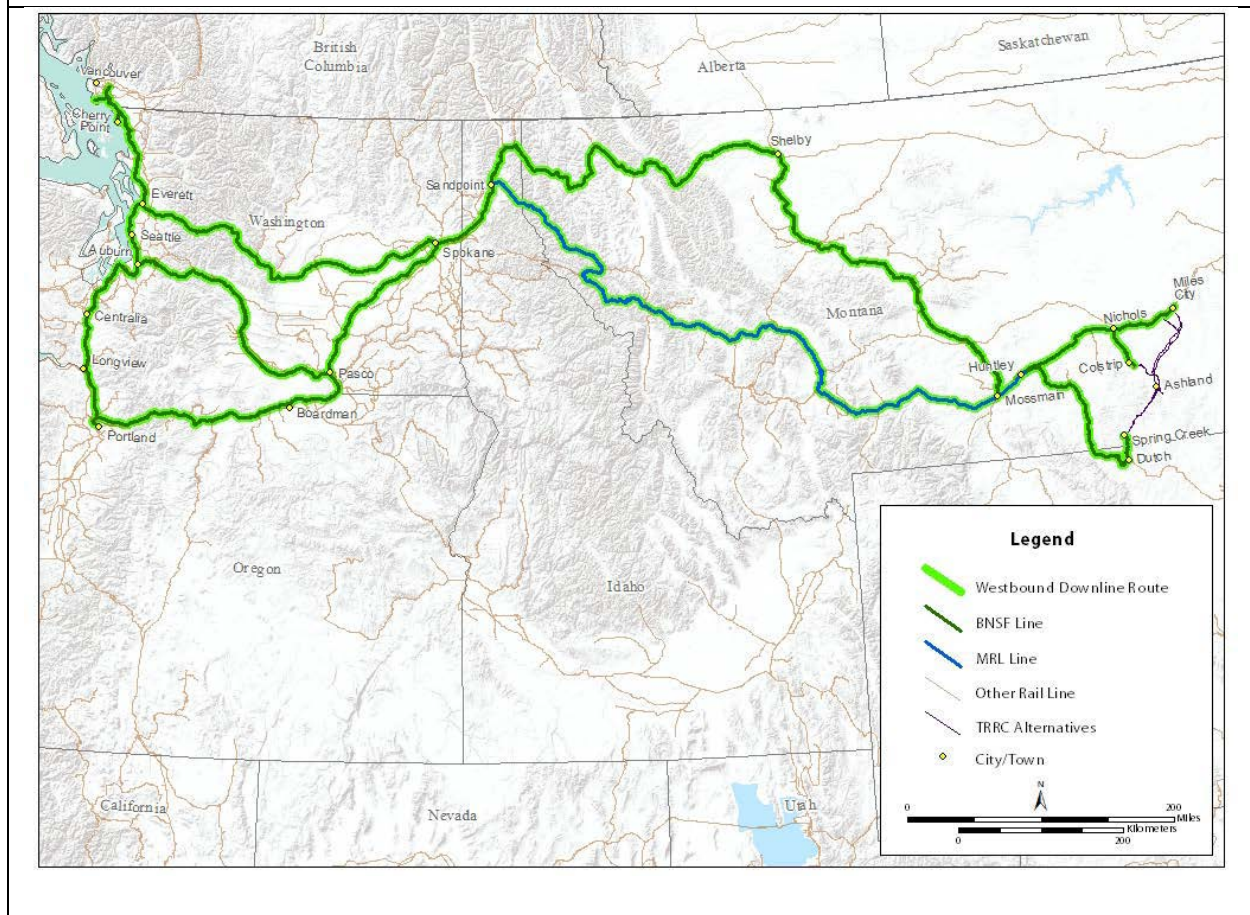 British
Columbia
Saskatchewan
Alberta
Vancouver
Cherry
Point
Shelby
Sandpoint
Everett
Washington
Seattle
Spokane
Auburn
Miles
City
Centralia
Montana
Nichols
Longview
Pasco
Huntley
Colstrip
Ashland
Mossmain
Boardman
Portland
Spring Creek
Dutch
Oregon
Idaho
California
Nevada
Utah
Legend
Westbound Downline Route
BNSF Line
MRL Line
Other Rail Line
TRRC Alternatives
City/Town
N
0 200
Miles
Kilometers
0 200